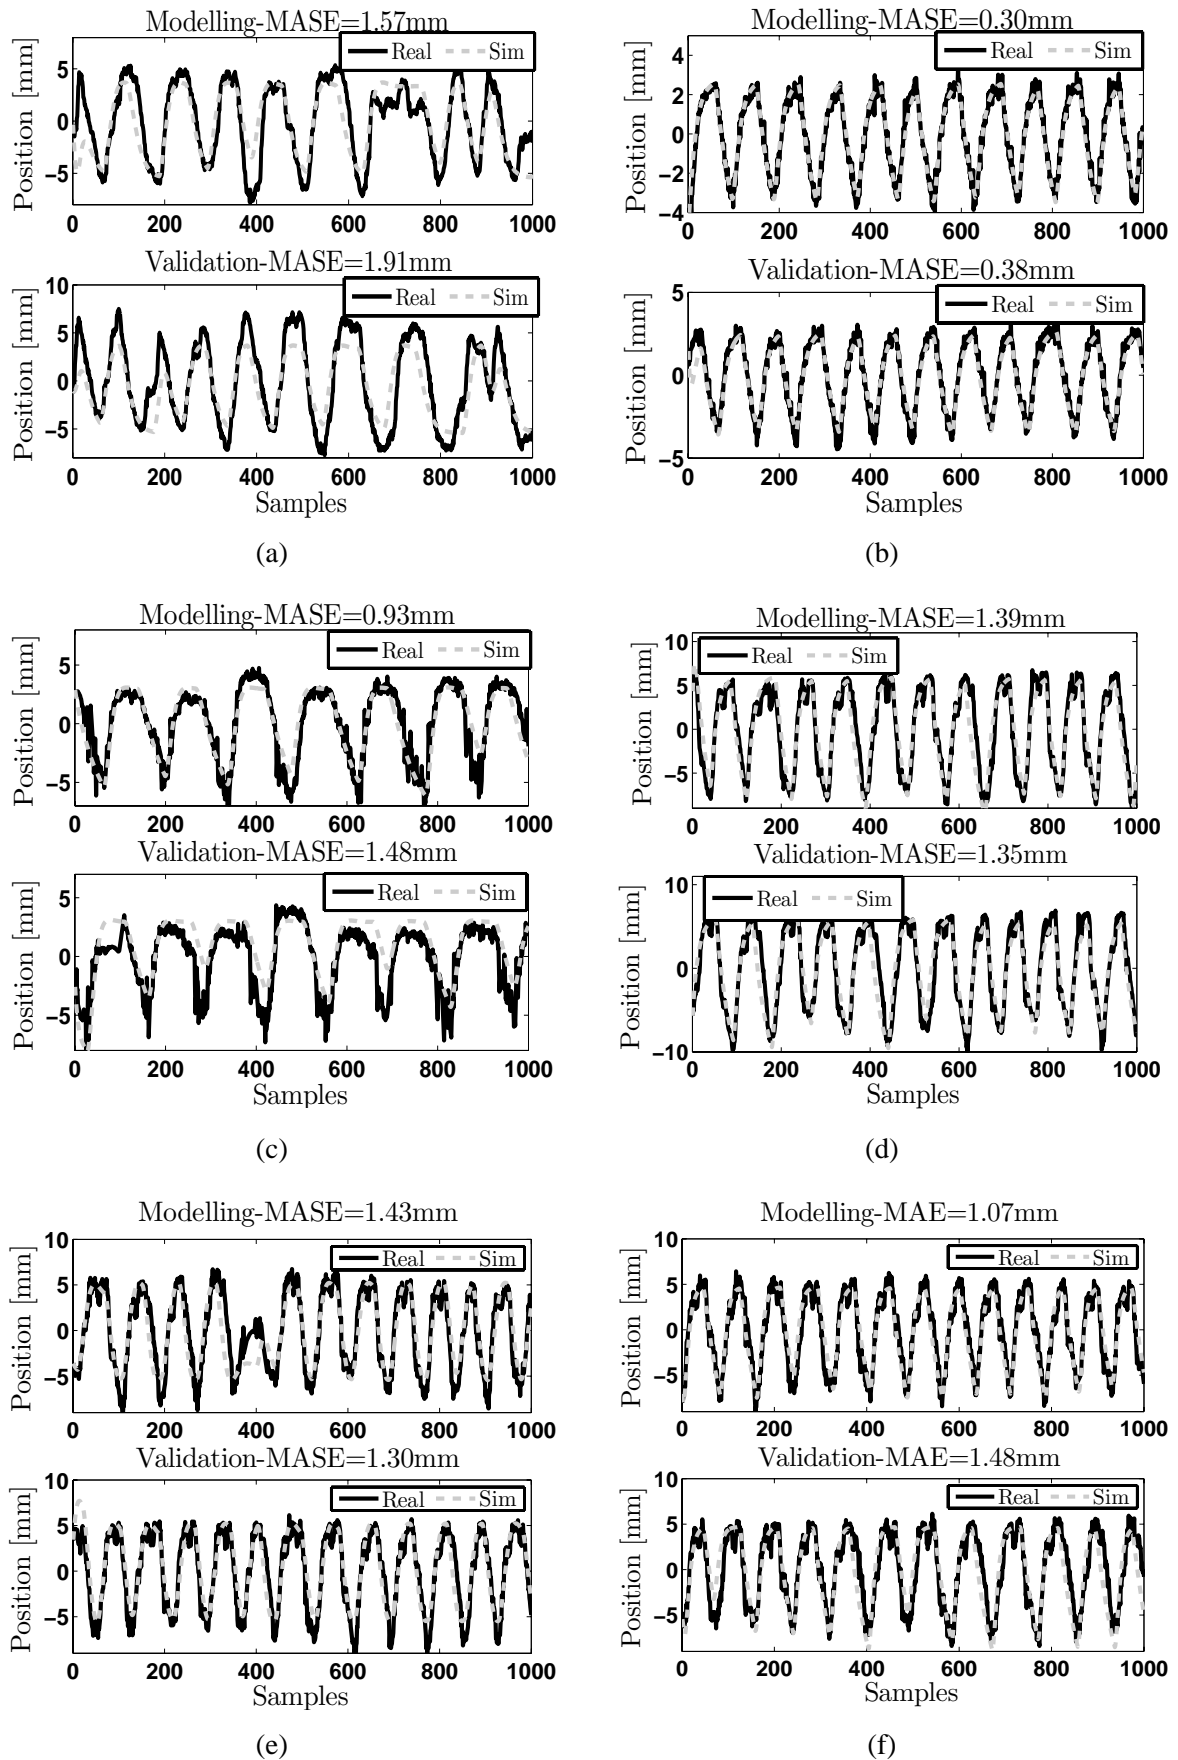 Modelling-MASE=1.57mm
Real Sim
Position [mm]
5
0
−5
0 200 400 600 800 1000
Validation-MASE=1.91mm
Real Sim
Position [mm]
10
5
0
−5
0 200 400 600 800 1000
Samples
(a)
Modelling-MASE=0.30mm
Real Sim
Position [mm]
4
2
0
−2
−4
0 200 400 600 800 1000
Validation-MASE=0.38mm
Real Sim
Position [mm]
5
0
−5
0 200 400 600 800 1000
Samples
(b)
Modelling-MASE=0.93mm
Real Sim
Position [mm]
5
0
−5
0 200 400 600 800 1000
Validation-MASE=1.48mm
Real Sim
Position [mm]
5
0
−5
0 200 400 600 800 1000
Samples
(c)
Modelling-MASE=1.39mm
Real Sim
Position [mm]
10
5
0
−5
0 200 400 600 800 1000
Validation-MASE=1.35mm
Real Sim
Position [mm]
10
5
0
−5
−10
0 200 400 600 800 1000
Samples
(d)
Modelling-MASE=1.43mm
Real Sim
Position [mm]
10
5
0
−5
0 200 400 600 800 1000
Validation-MASE=1.30mm
Real Sim
Position [mm]
10
5
0
−5
0 200 400 600 800 1000
Samples
(e)
Modelling-MAE=1.07mm
Real Sim
Position [mm]
10
5
0
−5
0 200 400 600 800 1000
Validation-MAE=1.48mm
Real Sim
Position [mm]
10
5
0
−5
0 200 400 600 800 1000
Samples
(f)